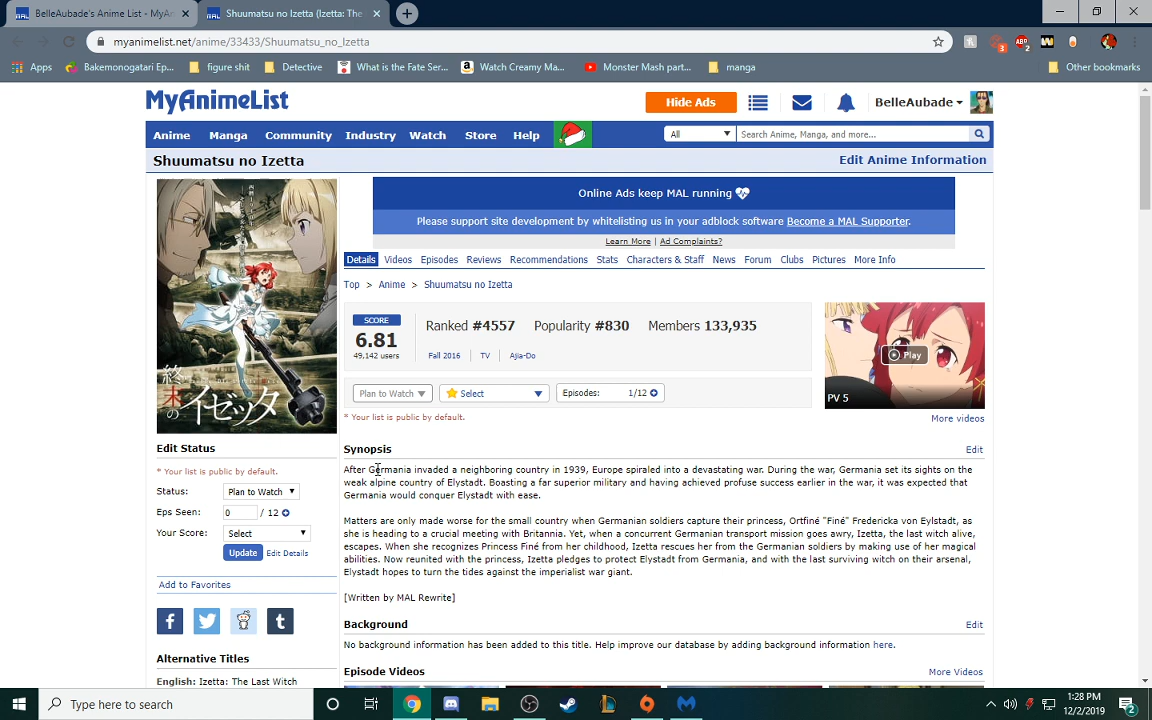 BelleAubade's Anime List - MyAn
Shuumatsu no Izetta (Izetta: The
myanimelist.net/anime/33433/Shuumatsu_no_Izetta
Apps
Bakemonogatari Ep...
figure shit
Detective
What is the Fate Ser...
Watch Creamy Ma...
Monster Mash part...
manga
Other bookmarks
MyAnimeList
Hide Ads
BelleAubade
Anime Manga Community Industry Watch Store Help
All
Search Anime, Manga, and more...
Shuumatsu no Izetta
Edit Anime Information
Online Ads keep MAL running
Please support site development by whitelisting us in your adblock software Become a MAL Supporter.
Learn More | Ad Complaints?
Details Videos Episodes Reviews Recommendations Stats Characters & Staff News Forum Clubs Pictures More Info
Top > Anime > Shuumatsu no Izetta
SCORE
6.81
49,142 users
Ranked #4557 Popularity #830 Members 133,935
Fall 2016 | TV | Ajia-Do
Plan to Watch
Select
Episodes: 1/12
* Your list is public by default.
Play
PV 5
More videos
終末の
イゼッタ
Edit Status
* Your list is public by default.
Status: Plan to Watch
Eps Seen: 0 / 12
Your Score: Select
Update Edit Details
Add to Favorites
Alternative Titles
English: Izetta: The Last Witch
Synopsis
Edit
After Germania invaded a neighboring country in 1939, Europe spiraled into a devastating war. During the war, Germania set its sights on the
weak alpine country of Elystadt. Boasting a far superior military and having achieved profuse success earlier in the war, it was expected that
Germania would conquer Elystadt with ease.
Matters are only made worse for the small country when Germanian soldiers capture their princess, Ortfiné "Finé" Fredericka von Eylstadt, as
she is heading to a crucial meeting with Britannia. Yet, when a concurrent Germanian transport mission goes awry, Izetta, the last witch alive,
escapes. When she recognizes Princess Finé from her childhood, Izetta rescues her from the Germanian soldiers by making use of her magical
abilities. Now reunited with the princess, Izetta pledges to protect Elystadt from Germania, and with the last surviving witch on their arsenal,
Elystadt hopes to turn the tides against the imperialist war giant.
[Written by MAL Rewrite]
Background
Edit
No background information has been added to this title. Help improve our database by adding background information here.
Episode Videos
More Videos
Type here to search
1:28 PM
12/2/2019